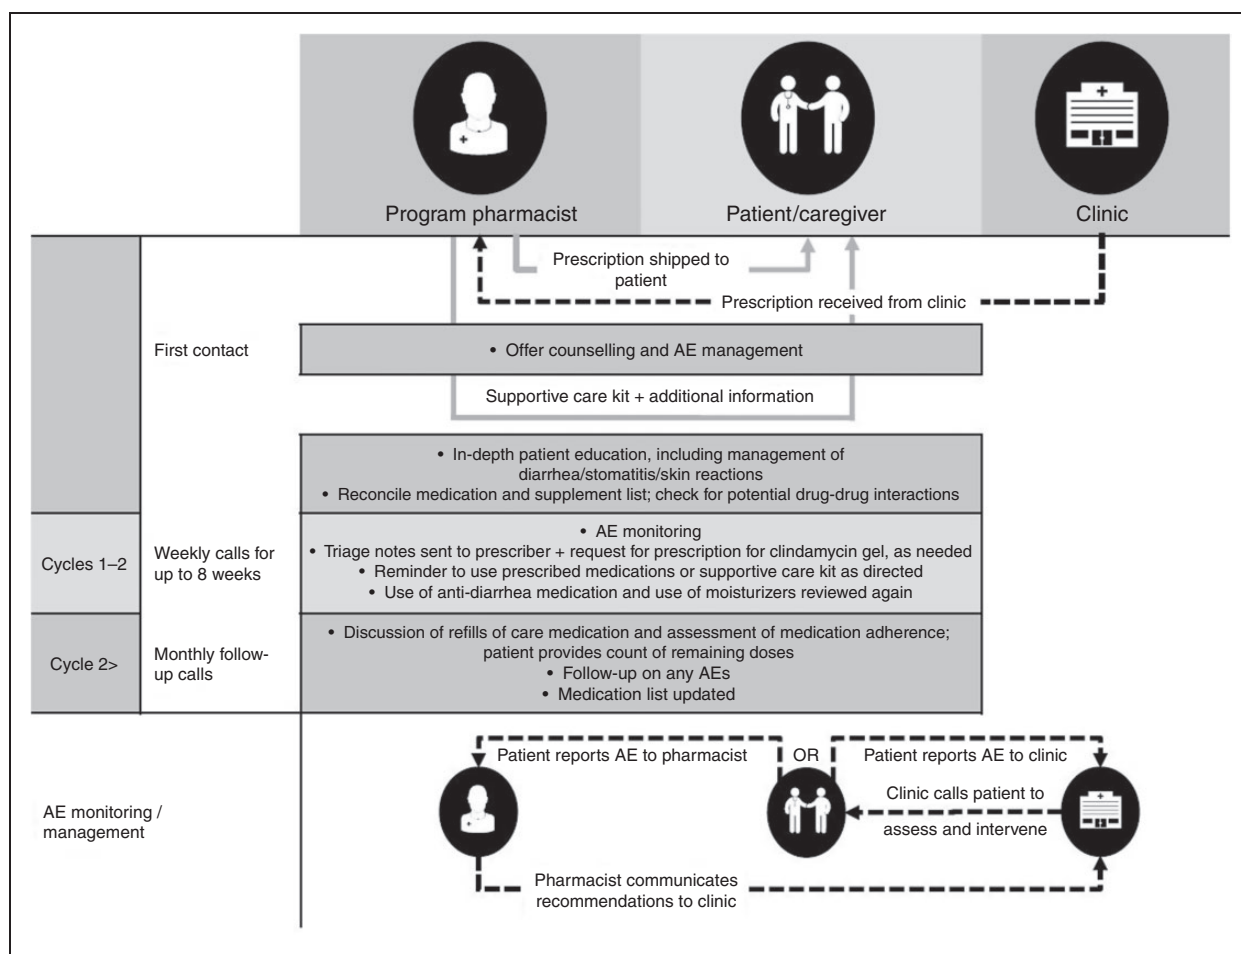 Program pharmacist
Patient/caregiver
Clinic
Prescription shipped to
patient
Prescription received from clinic
First contact
• Offer counselling and AE management
Supportive care kit + additional information
• In-depth patient education, including management of
diarrhea/stomatitis/skin reactions
• Reconcile medication and supplement list; check for potential drug-drug interactions
Cycles 1–2
Weekly calls for
up to 8 weeks
• AE monitoring
• Triage notes sent to prescriber + request for prescription for clindamycin gel, as needed
• Reminder to use prescribed medications or supportive care kit as directed
• Use of anti-diarrhea medication and use of moisturizers reviewed again
Cycle 2>
Monthly follow-
up calls
• Discussion of refills of care medication and assessment of medication adherence;
patient provides count of remaining doses
• Follow-up on any AEs
• Medication list updated
AE monitoring /
management
Patient reports AE to pharmacist
OR
Patient reports AE to clinic
Clinic calls patient to
assess and intervene
Pharmacist communicates
recommendations to clinic